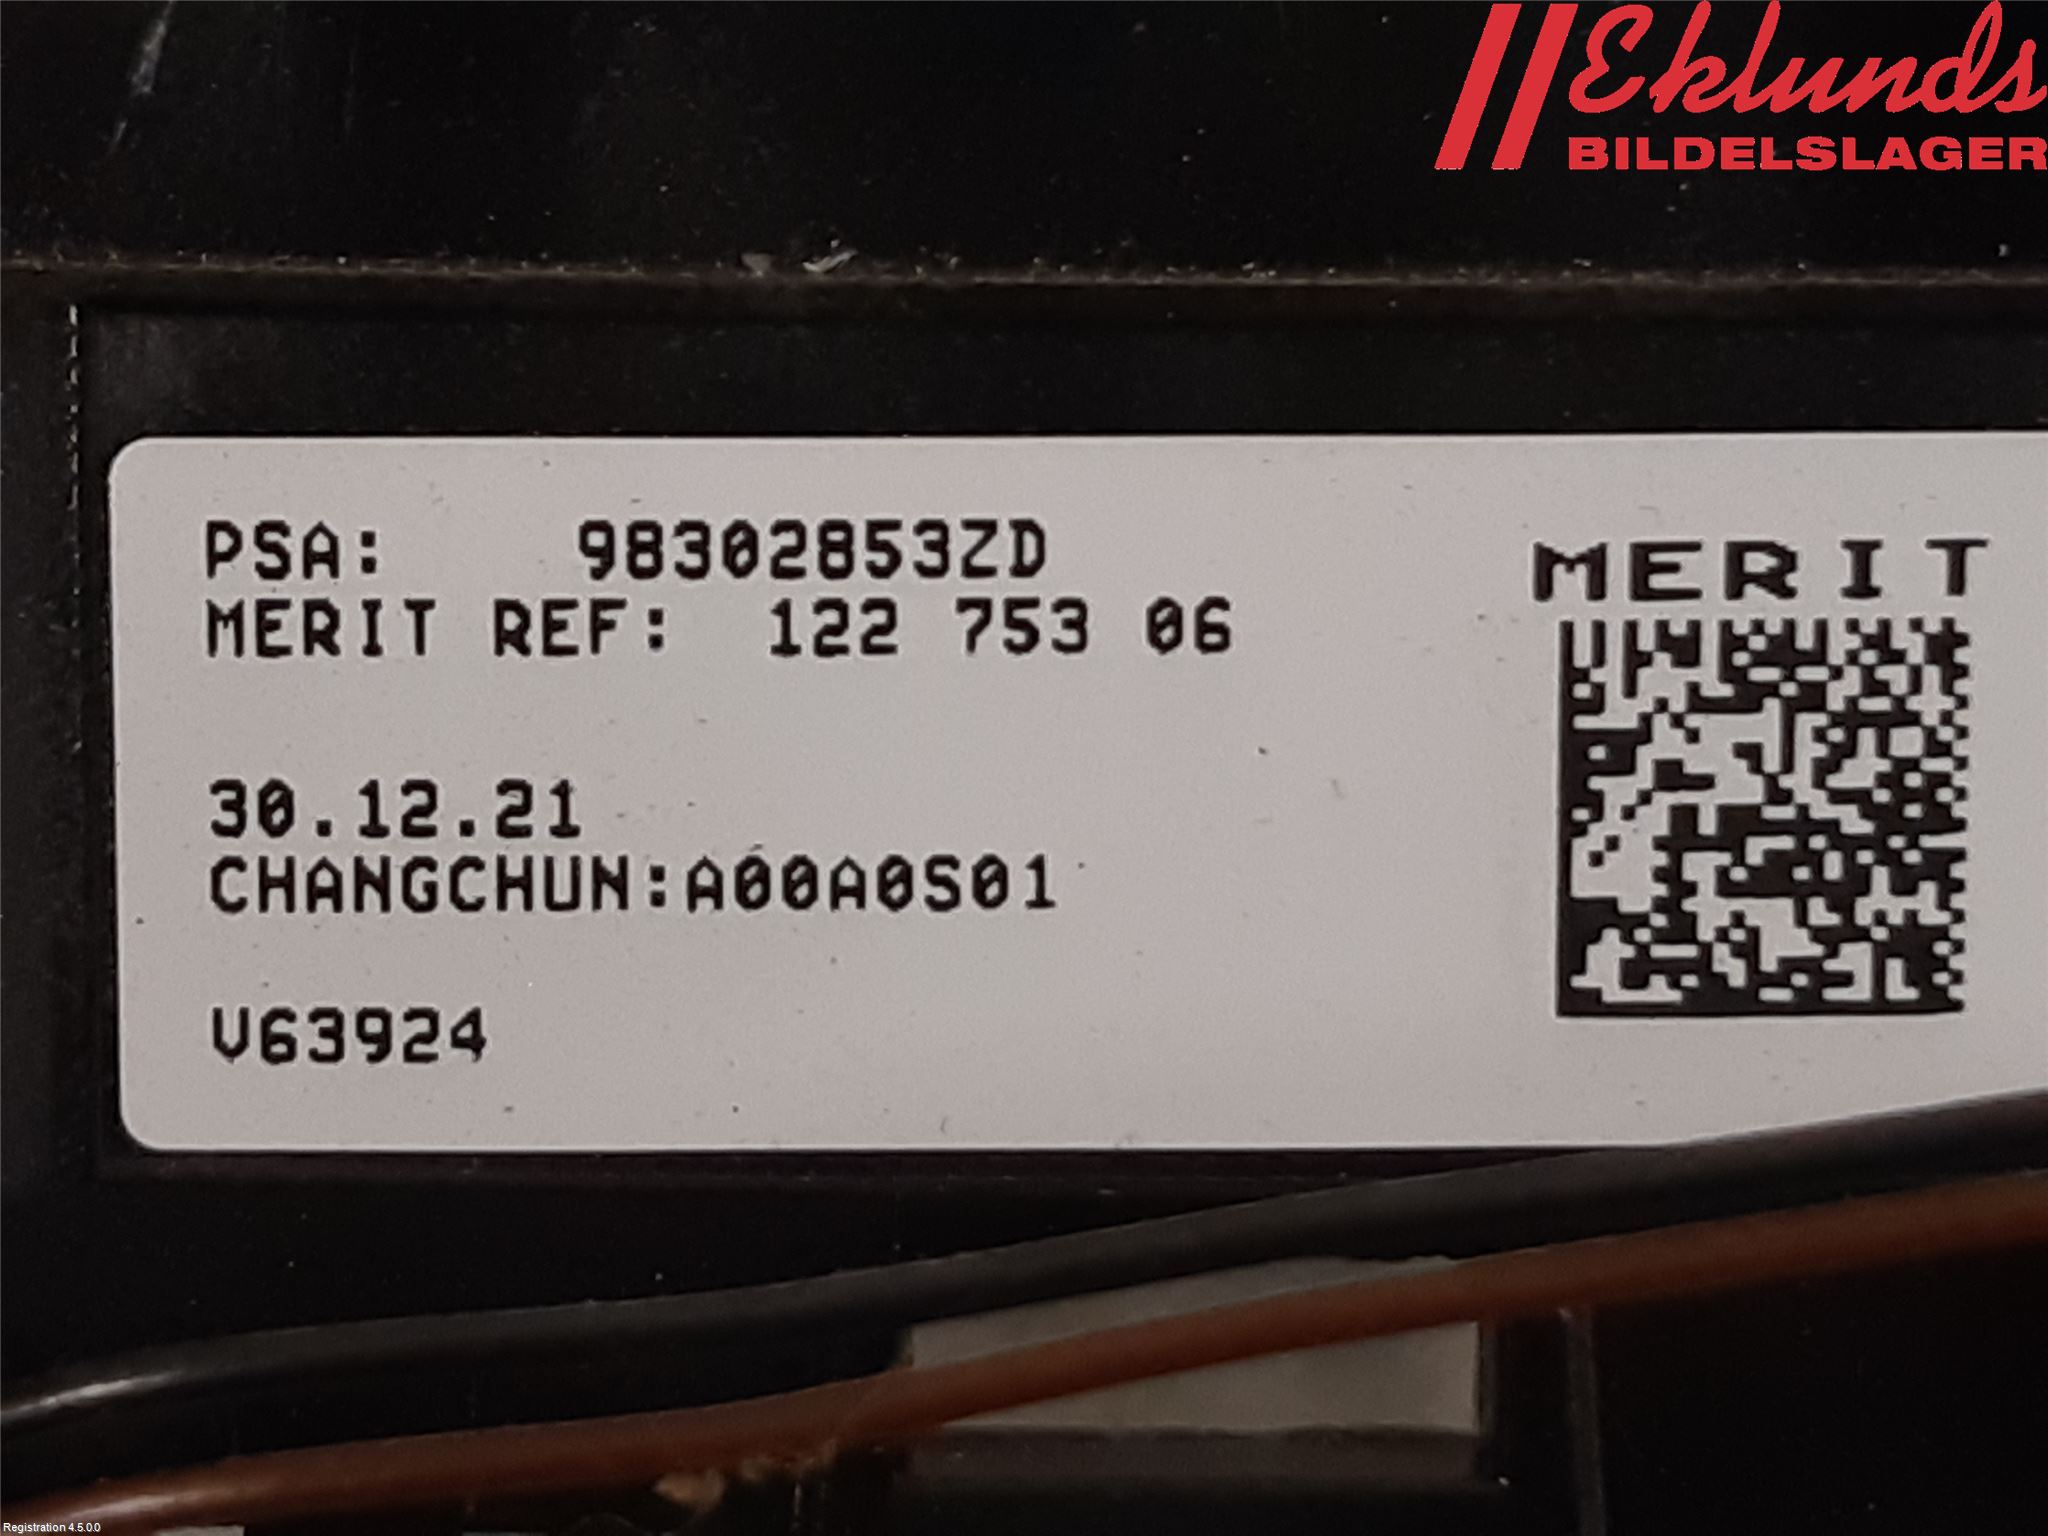 Eklunds
BILDELSLAGER
PSA: 98302853ZD
MERIT REF: 122 753 06
MERIT
30.12.21
CHANGCHUN:A00A0S01
V63924
Registration 4.5.0.0